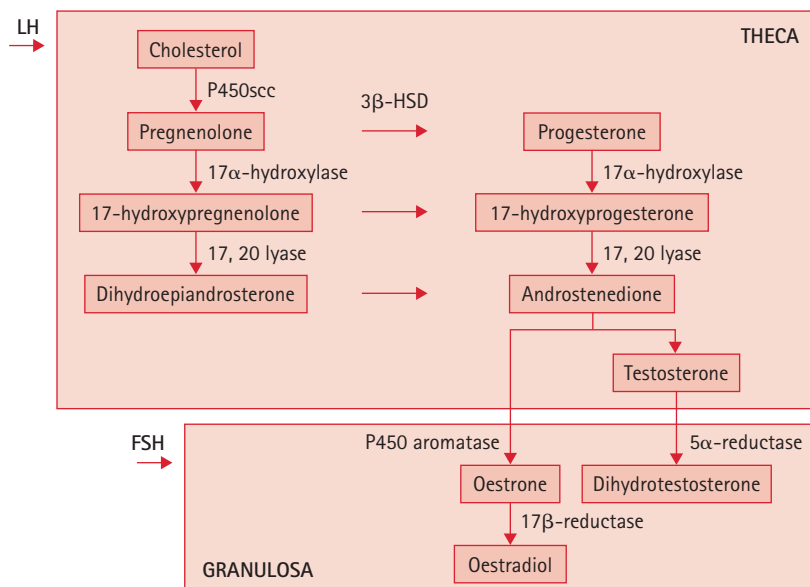 LH
THECA
Cholesterol
P450scc
3β-HSD
Pregnenolone
Progesterone
17α-hydroxylase
17α-hydroxylase
17-hydroxypregnenolone
17-hydroxyprogesterone
17, 20 lyase
17, 20 lyase
Dihydroepiandrosterone
Androstenedione
Testosterone
FSH
P450 aromatase
5α-reductase
Oestrone
Dihydrotestosterone
17β-reductase
Oestradiol
GRANULOSA